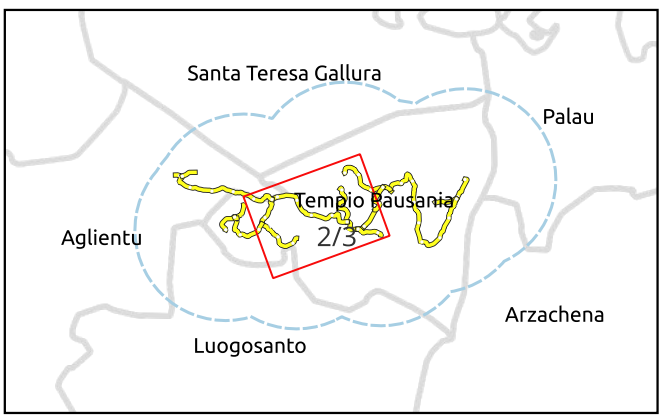 Santa Teresa Gallura
Palau
Tempio Pausania
2/3
Aglientu
Arzachena
Luogosanto